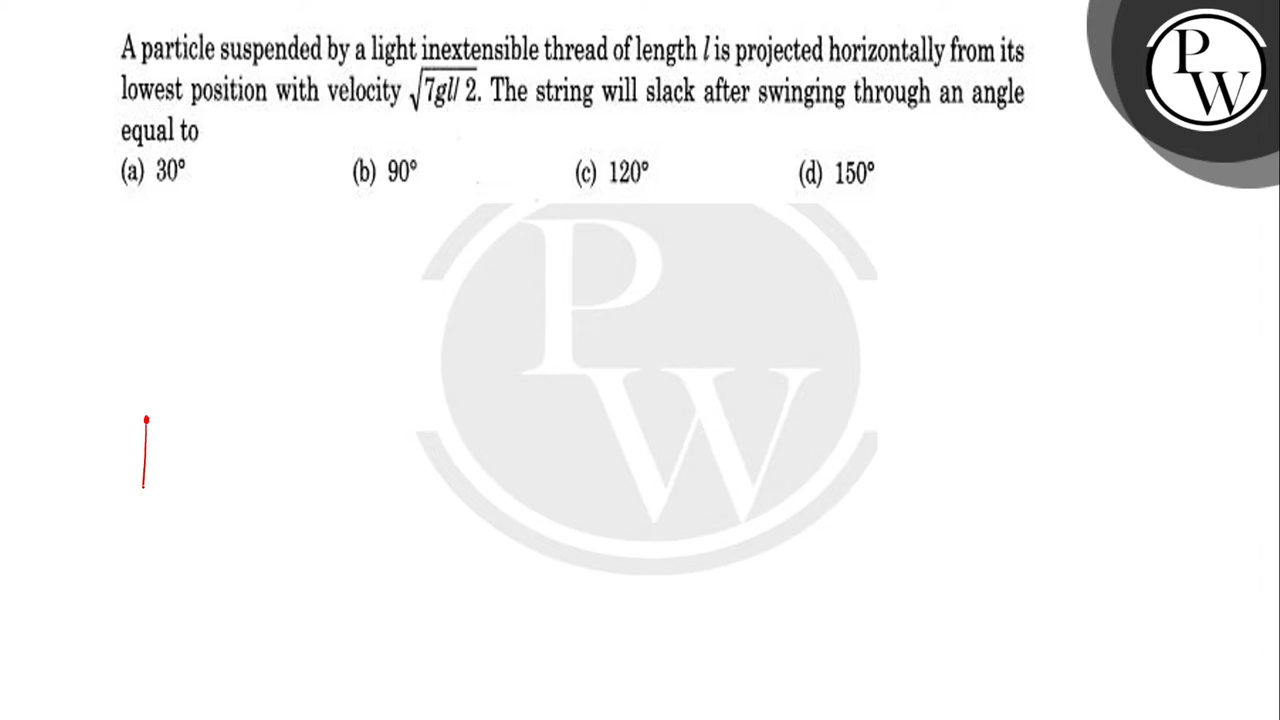 A particle suspended by a light inextensible thread of length l is projected horizontally from its
lowest position with velocity √7gl/ 2. The string will slack after swinging through an angle
equal to
(a) 30° (b) 90° (c) 120° (d) 150°
P
W
P
W